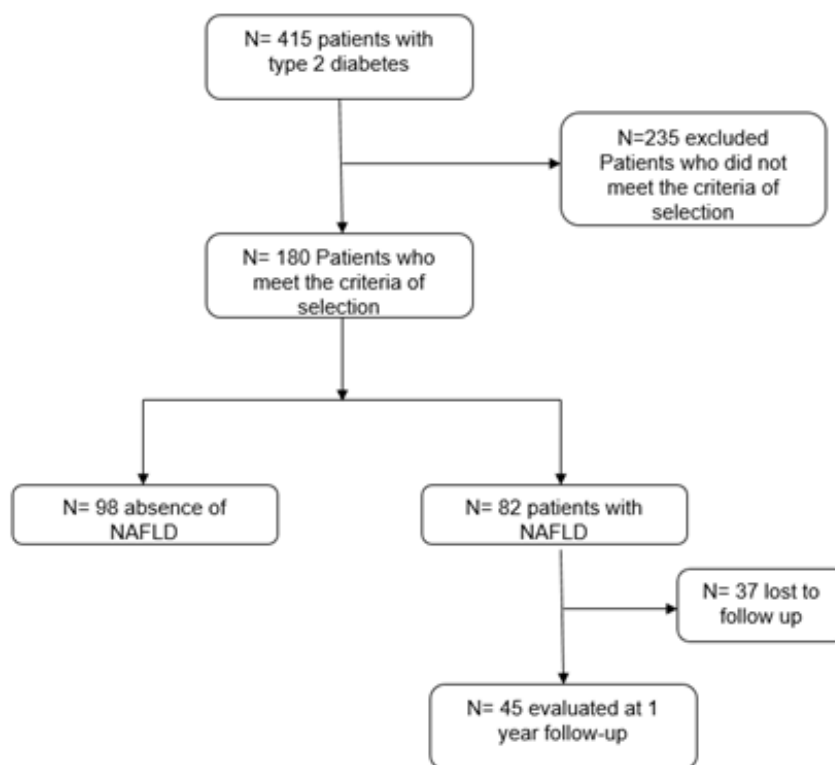 N= 415 patients with
type 2 diabetes
N=235 excluded
Patients who did not
meet the criteria of
selection
N= 180 Patients who
meet the criteria of
selection
N= 98 absence of
NAFLD
N= 82 patients with
NAFLD
N= 37 lost to
follow up
N= 45 evaluated at 1
year follow-up